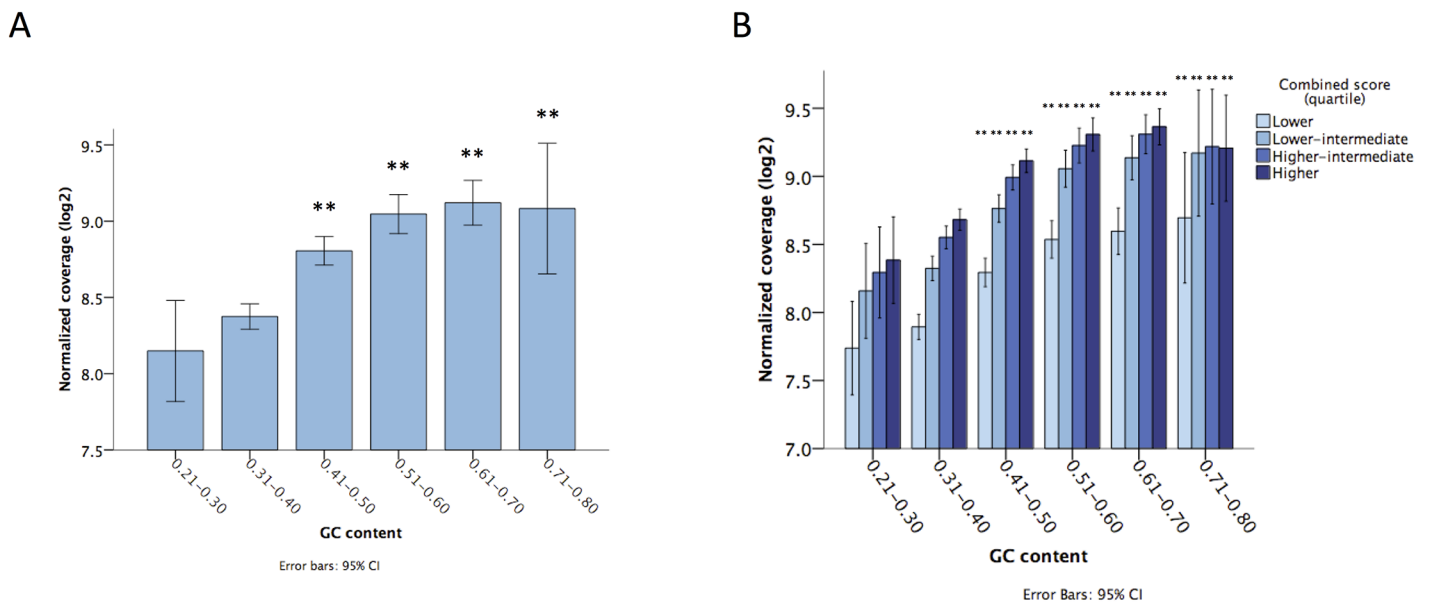 A
Normalized coverage (log2)
9.5
9.0
8.5
8.0
7.5
**
**
**
**
0.21-0.30
0.31-0.40
0.41-0.50
0.51-0.60
0.61-0.70
0.71-0.80
GC content
Error bars: 95% CI
B
Normalized coverage (log2)
9.5
9.0
8.5
8.0
7.5
7.0
** ** ** **
** ** ** **
** ** ** **
** ** ** **
0.21-0.30
0.31-0.40
0.41-0.50
0.51-0.60
0.61-0.70
0.71-0.80
GC content
Error Bars: 95% CI
Combined score
(quartile)
Lower
Lower-intermediate
Higher-intermediate
Higher